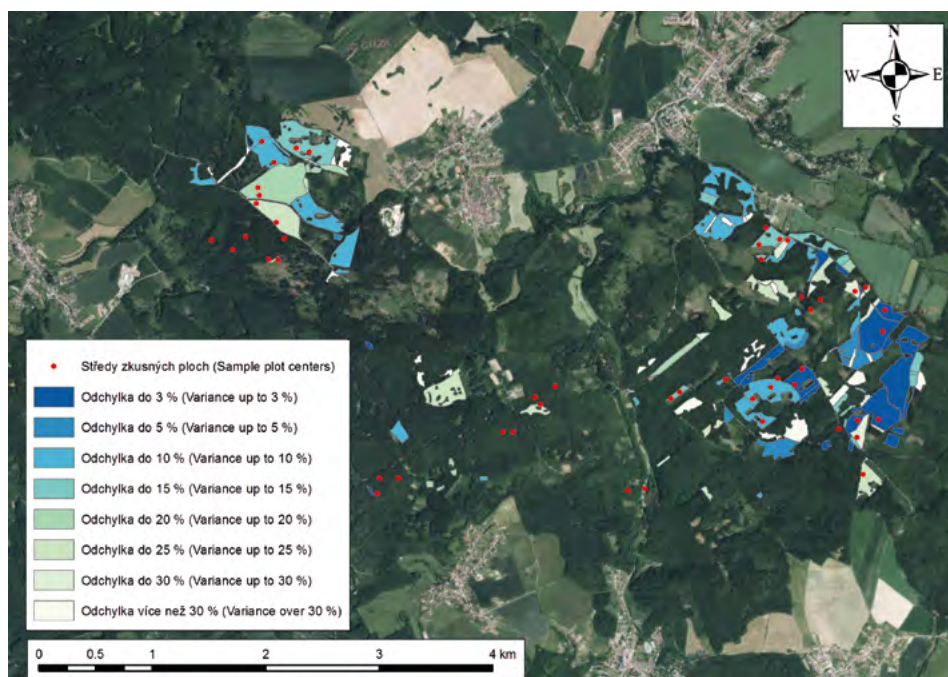 N
W E
S
Středy zkusných ploch (Sample plot centers)
Odchylka do 3 % (Variance up to 3 %)
Odchylka do 5 % (Variance up to 5 %)
Odchylka do 10 % (Variance up to 10 %)
Odchylka do 15 % (Variance up to 15 %)
Odchylka do 20 % (Variance up to 20 %)
Odchylka do 25 % (Variance up to 25 %)
Odchylka do 30 % (Variance up to 30 %)
Odchylka více než 30 % (Variance over 30 %)
0 0.5 1 2 3 4 km